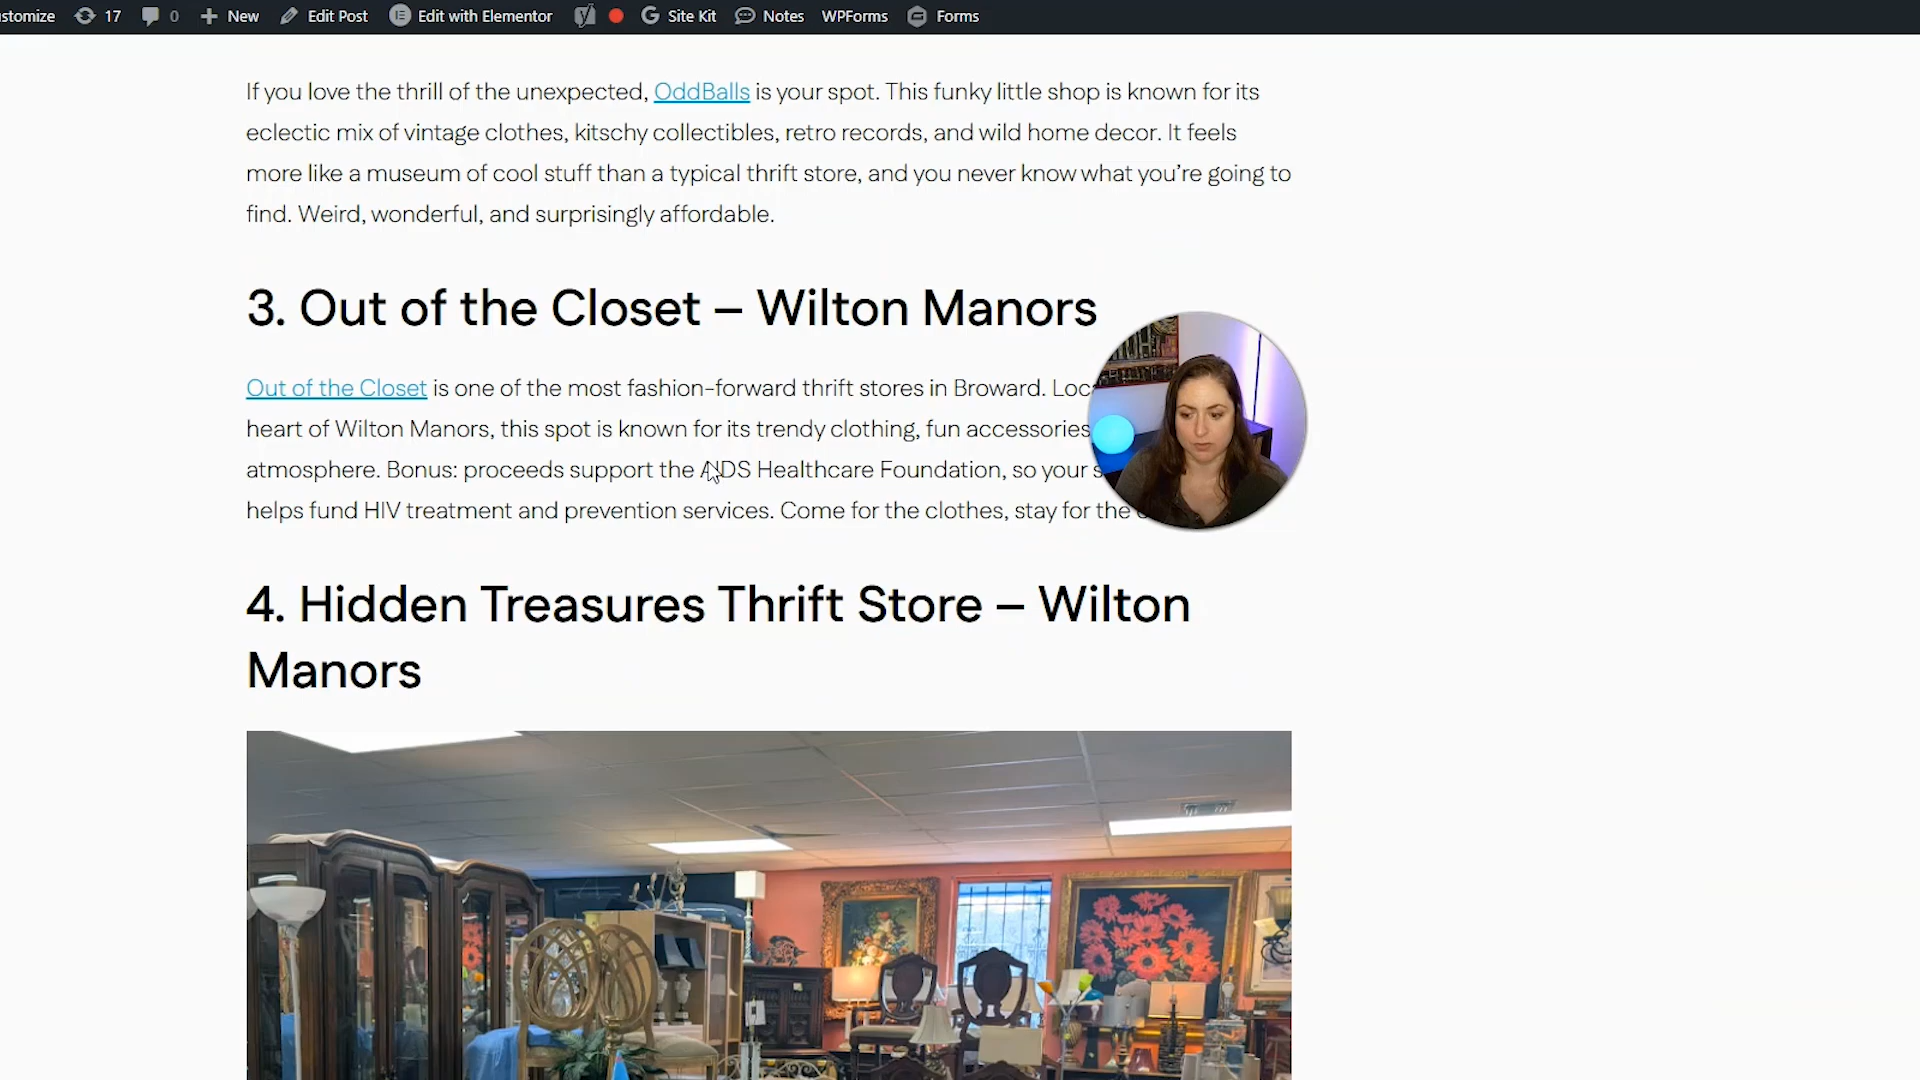 ustomize 17 0 New Edit Post Edit with Elementor Site Kit Notes WPForms Forms
If you love the thrill of the unexpected, OddBalls is your spot. This funky little shop is known for its
eclectic mix of vintage clothes, kitschy collectibles, retro records, and wild home decor. It feels
more like a museum of cool stuff than a typical thrift store, and you never know what you’re going to
find. Weird, wonderful, and surprisingly affordable.
3. Out of the Closet – Wilton Manors
Out of the Closet is one of the most fashion-forward thrift stores in Broward. Loc
heart of Wilton Manors, this spot is known for its trendy clothing, fun accessories
atmosphere. Bonus: proceeds support the AIDS Healthcare Foundation, so your s
helps fund HIV treatment and prevention services. Come for the clothes, stay for the
4. Hidden Treasures Thrift Store – Wilton
Manors